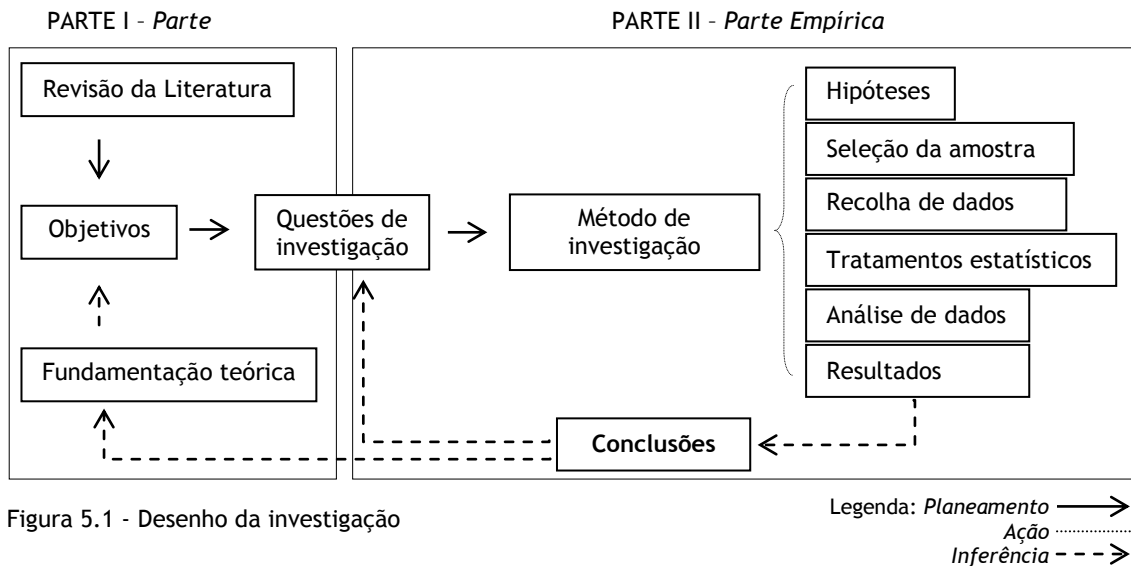 PARTE I - Parte
PARTE II - Parte Empírica
Revisão da Literatura
Objetivos
Fundamentação teórica
Questões de
investigação
Método de
investigação
Hipóteses
Seleção da amostra
Recolha de dados
Tratamentos estatísticos
Análise de dados
Resultados
Conclusões
Figura 5.1 - Desenho da investigação
Legenda: Planeamento
Ação
Inferência